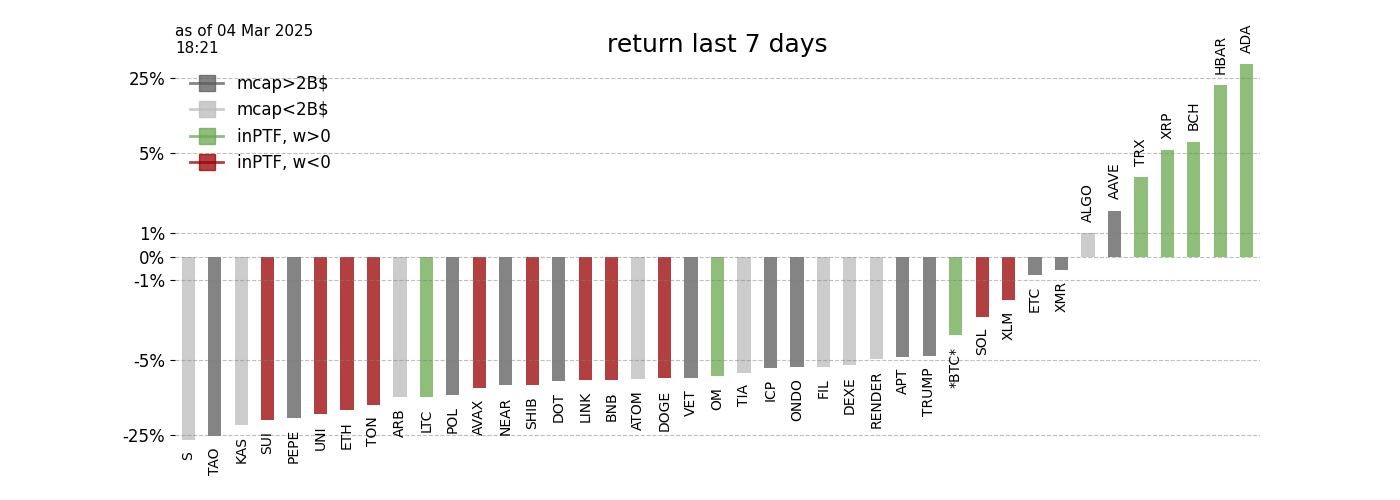 as of 04 Mar 2025
18:21
return last 7 days
mcap>2B$
mcap<2B$
inPTF, w>0
inPTF, w<0
25%
5%
1%
0%
-1%
-5%
-25%
S
TAO
KAS
SUI
PEPE
UNI
ETH
TON
ARB
LTC
POL
AVAX
NEAR
SHIB
DOT
LINK
BNB
ATOM
DOGE
VET
OM
TIA
ICP
ONDO
FIL
DEXE
RENDER
APT
TRUMP
*BTC*
SOL
XLM
ETC
XMR
ALGO
AAVE
TRX
XRP
BCH
HBAR
ADA